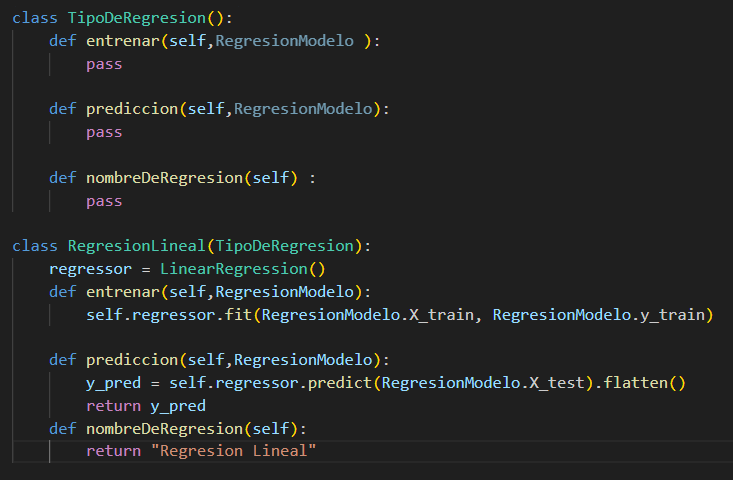 class TipoDeRegresion():
    def entrenar(self,RegresionModelo ):
        pass
    def prediccion(self,RegresionModelo):
        pass
    def nombreDeRegresion(self) :
        pass
class RegresionLineal(TipoDeRegresion):
    regressor = LinearRegression()
    def entrenar(self,RegresionModelo):
        self.regressor.fit(RegresionModelo.X_train, RegresionModelo.y_train)
    def prediccion(self,RegresionModelo):
        y_pred = self.regressor.predict(RegresionModelo.X_test).flatten()
        return y_pred
    def nombreDeRegresion(self):
        return "Regresion Lineal"